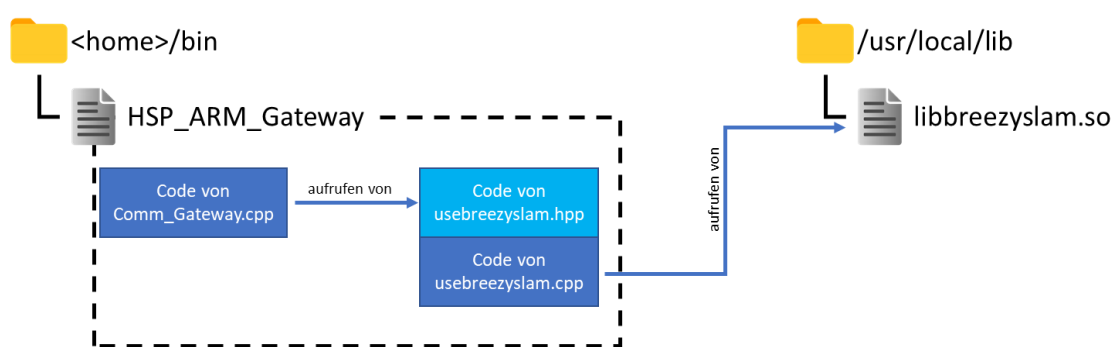 <home>/bin
/usr/local/lib
HSP_ARM_Gateway
libbreezyslam.so
Code von
Comm_Gateway.cpp
aufrufen von
Code von
usebreezyslam.hpp
Code von
usebreezyslam.cpp
aufrufen von